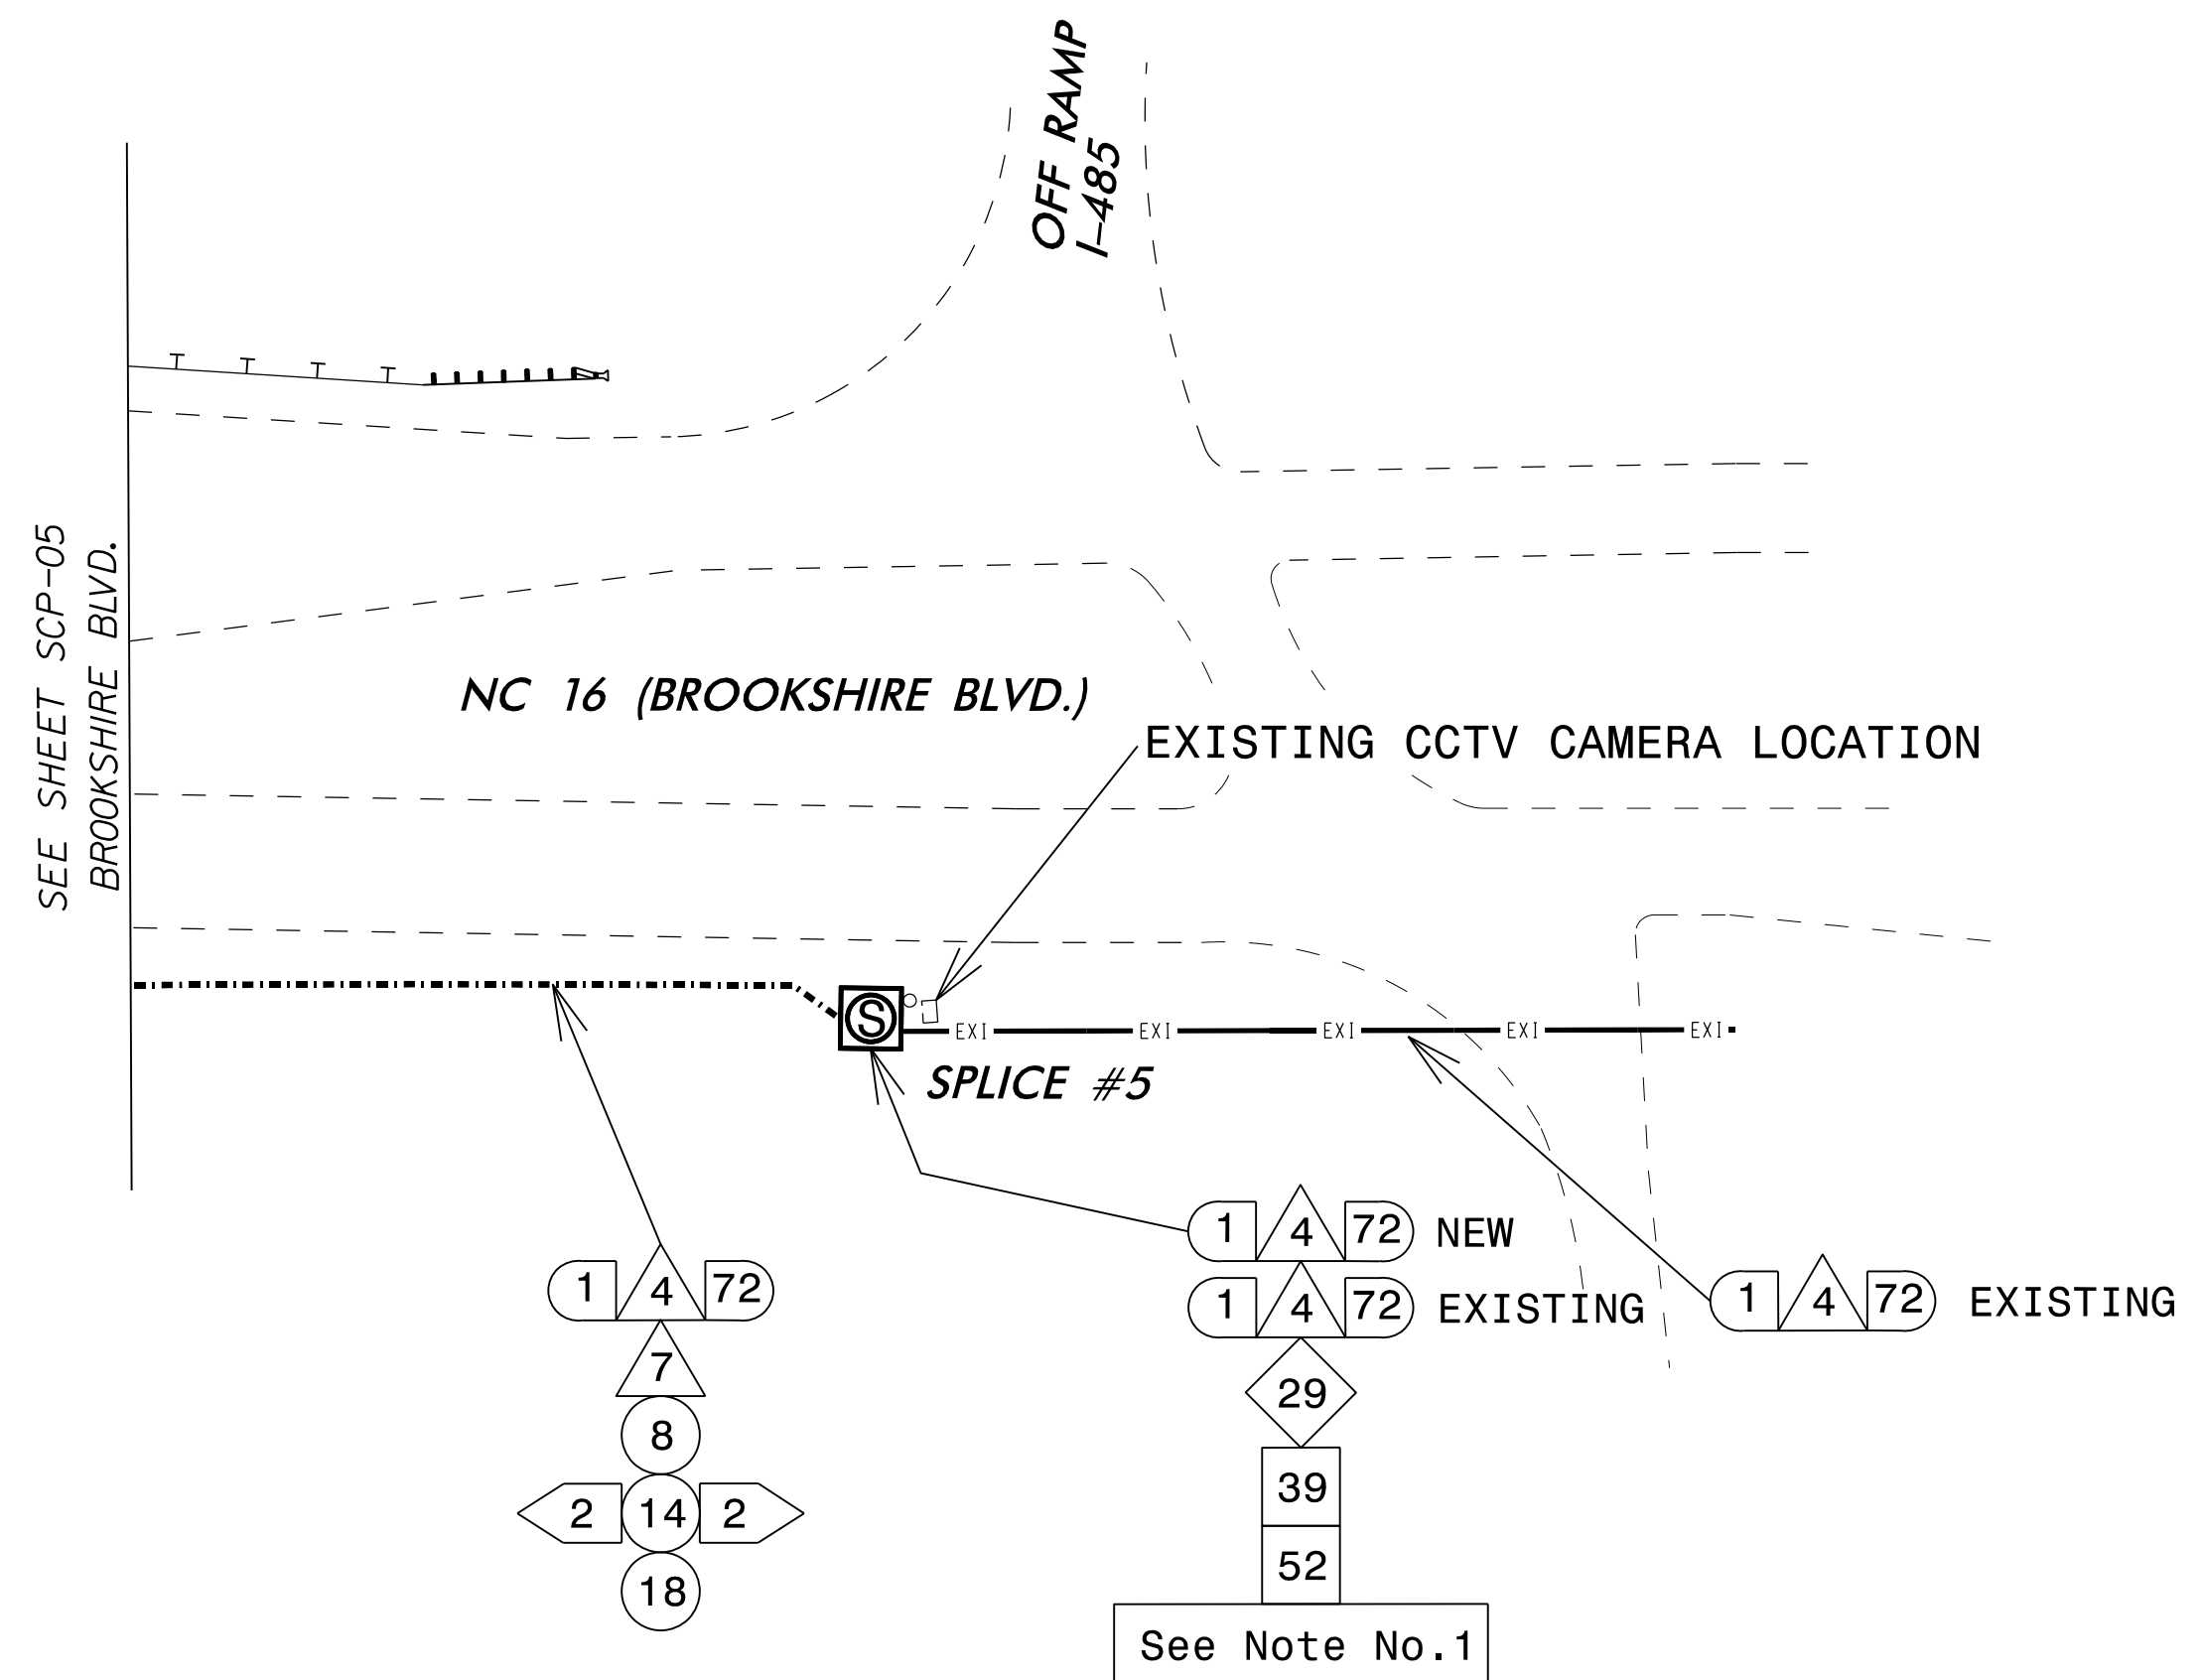 OFF RAMP
I-485
SEE SHEET SCP-05
BROOKSHIRE BLVD.
NC 16 (BROOKSHIRE BLVD.)
EXISTING CCTV CAMERA LOCATION
S
EXI EXI EXI EXI EXI
SPLICE #5
1 4 72 NEW
1 4 72 EXISTING
29
39
52
See Note No.1
1 4 72
7
8
2 14 2
18
1 4 72 EXISTING